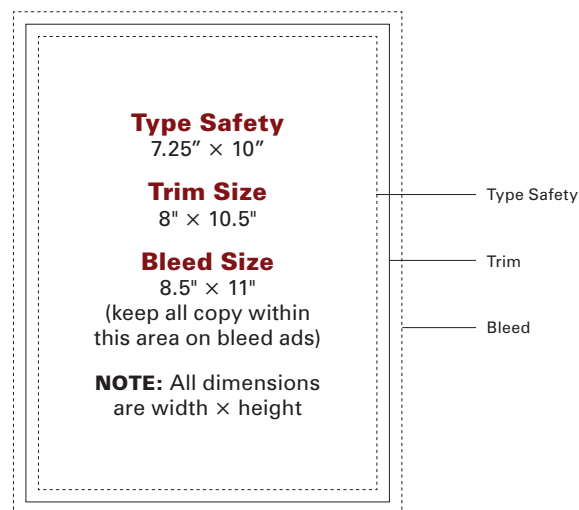 Type Safety
7.25” × 10”
Trim Size
8" × 10.5"
Bleed Size
8.5" × 11"
(keep all copy within
this area on bleed ads)
NOTE: All dimensions
are width × height
Type Safety
Trim
Bleed